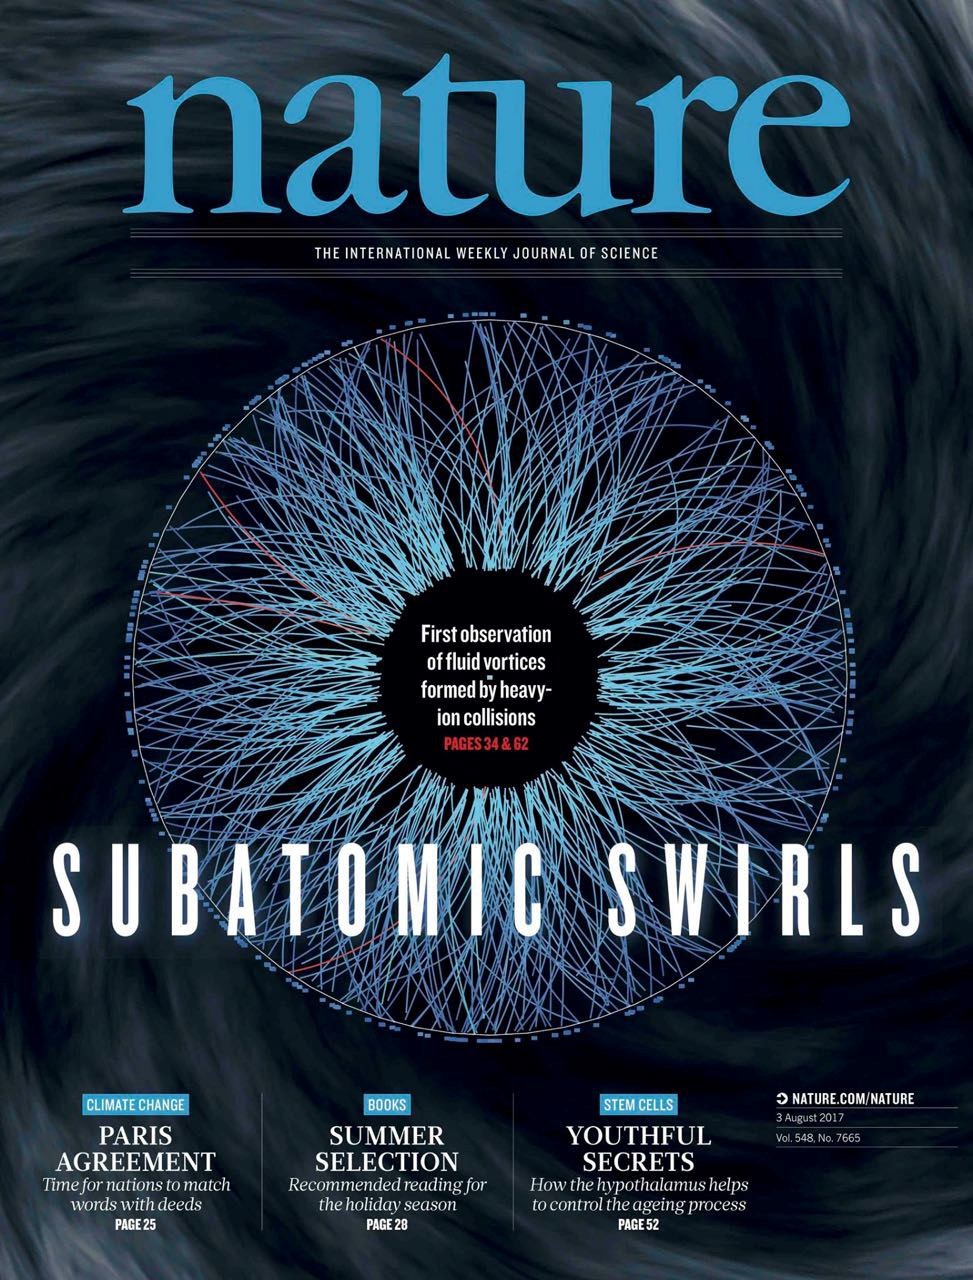 nature
THE INTERNATIONAL WEEKLY JOURNAL OF SCIENCE
First observation
of fluid vortices
formed by heavy-
ion collisions
PAGES 34 & 62
SUBATOMIC SWIRLS
CLIMATE CHANGE
PARIS
AGREEMENT
Time for nations to match
words with deeds
PAGE 25
BOOKS
SUMMER
SELECTION
Recommended reading for
the holiday season
PAGE 28
STEM CELLS
YOUTHFUL
SECRETS
How the hypothalamus helps
to control the ageing process
PAGE 52
NATURE.COM/NATURE
3 August 2017
Vol. 548, No. 7665